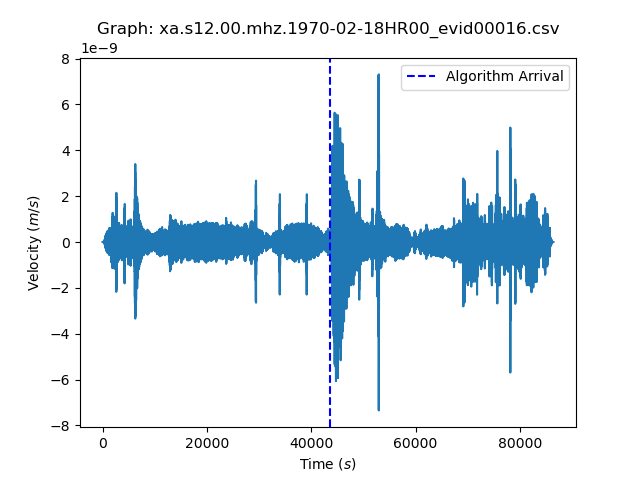 Graph: xa.s12.00.mhz.1970-02-18HR00_evid00016.csv
1e−9
Algorithm Arrival
8
6
4
2
0
−2
−4
−6
−8
Velocity (m/s)
0 20000 40000 60000 80000
Time (s)